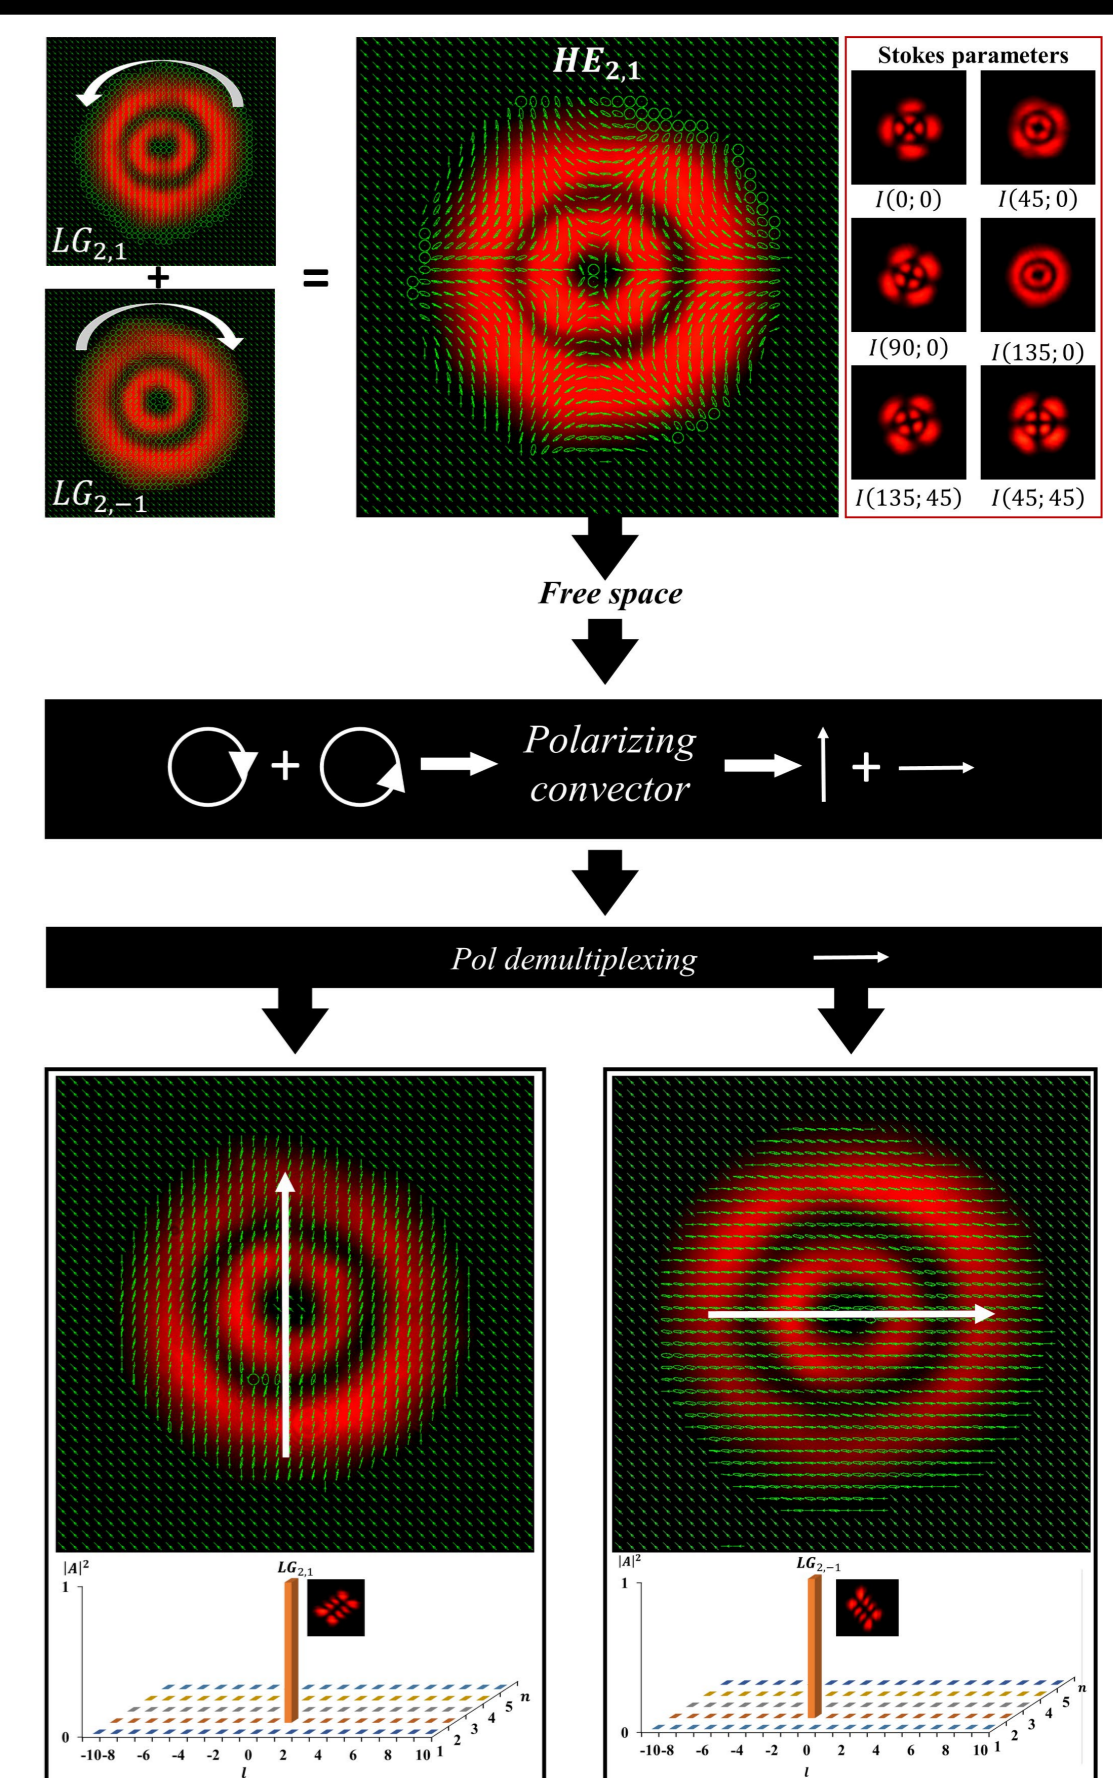 LG2,1
+
LG2,−1
=
HE2,1
Stokes parameters
I(0; 0) I(45; 0)
I(90; 0) I(135; 0)
I(135; 45) I(45; 45)
Free space
+ Polarizing convector +
Pol demultiplexing
|A|²
LG2,1
1
0
-10 -8 -6 -4 -2 0 2 4 6 8 10
l
1 2 3 4 5
n
|A|²
LG2,−1
1
0
-10 -8 -6 -4 -2 0 2 4 6 8 10
l
1 2 3 4 5
n